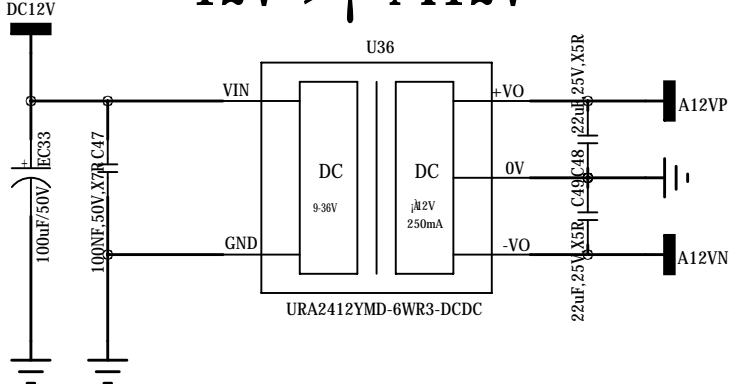 DC12V
U36
VIN
+VO
A12VP
22uF,25V,X5R
EC33
+
100uF/50V
100NF,50V,X7R C47
DC
9-36V
DC
¡À12V
250mA
0V
C49 C48
GND
-VO
A12VN
22uF,25V,X5R
URA2412YMD-6WR3-DCDC